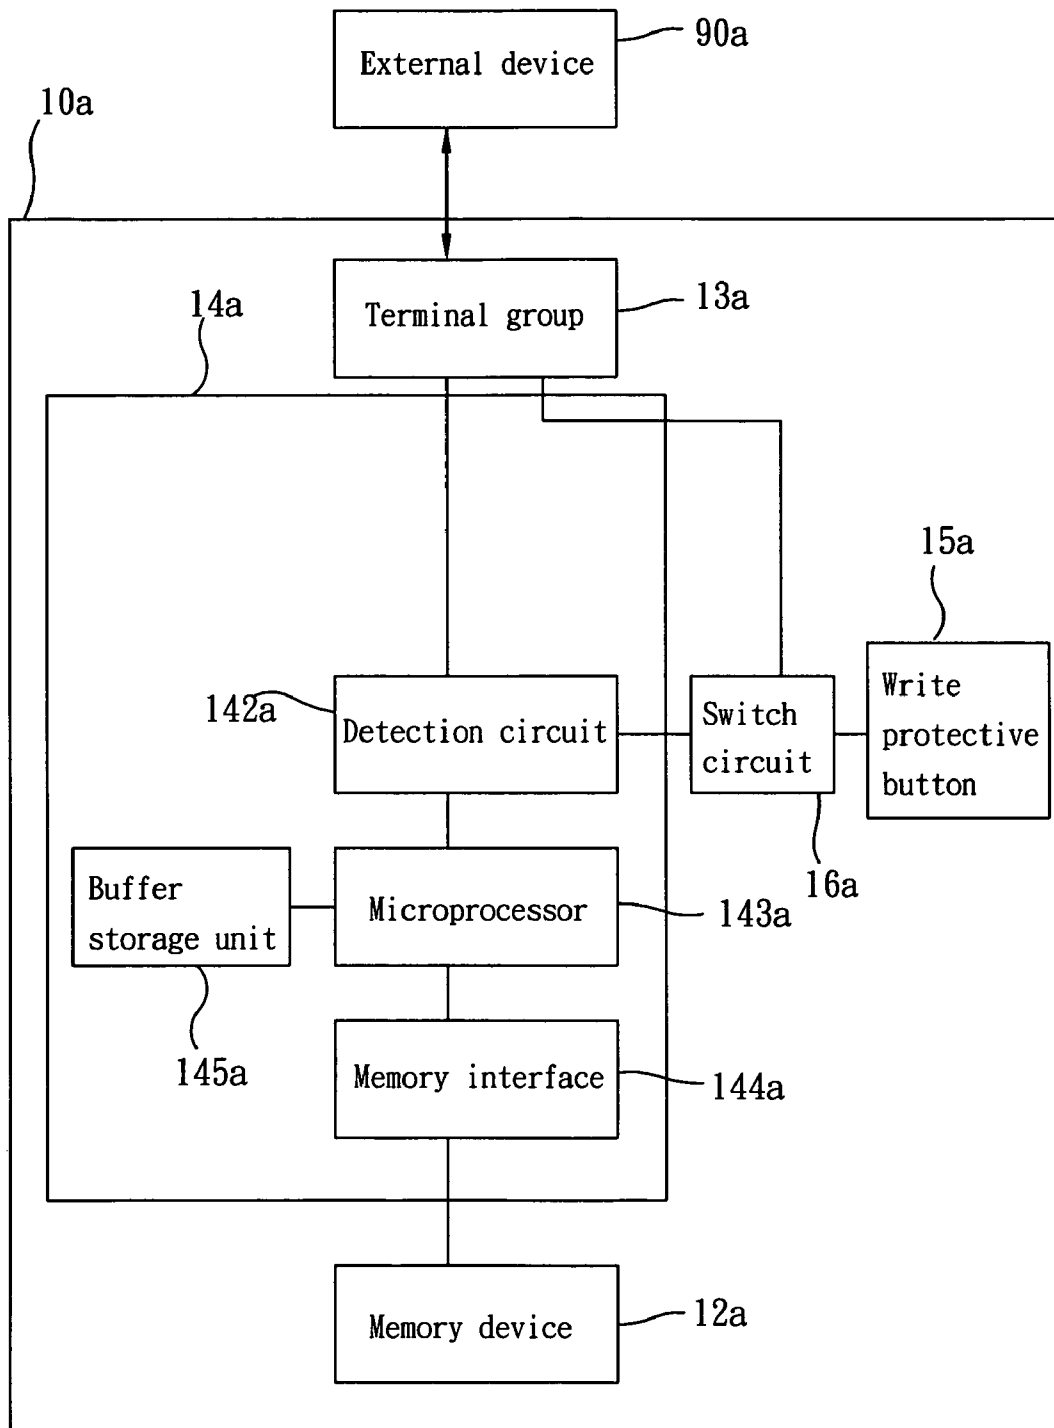 90a
External device
10a
14a
13a
Terminal group
15a
142a
Detection circuit
Switch
circuit
Write
protective
button
16a
Buffer
storage unit
Microprocessor
143a
145a
Memory interface
144a
Memory device
12a